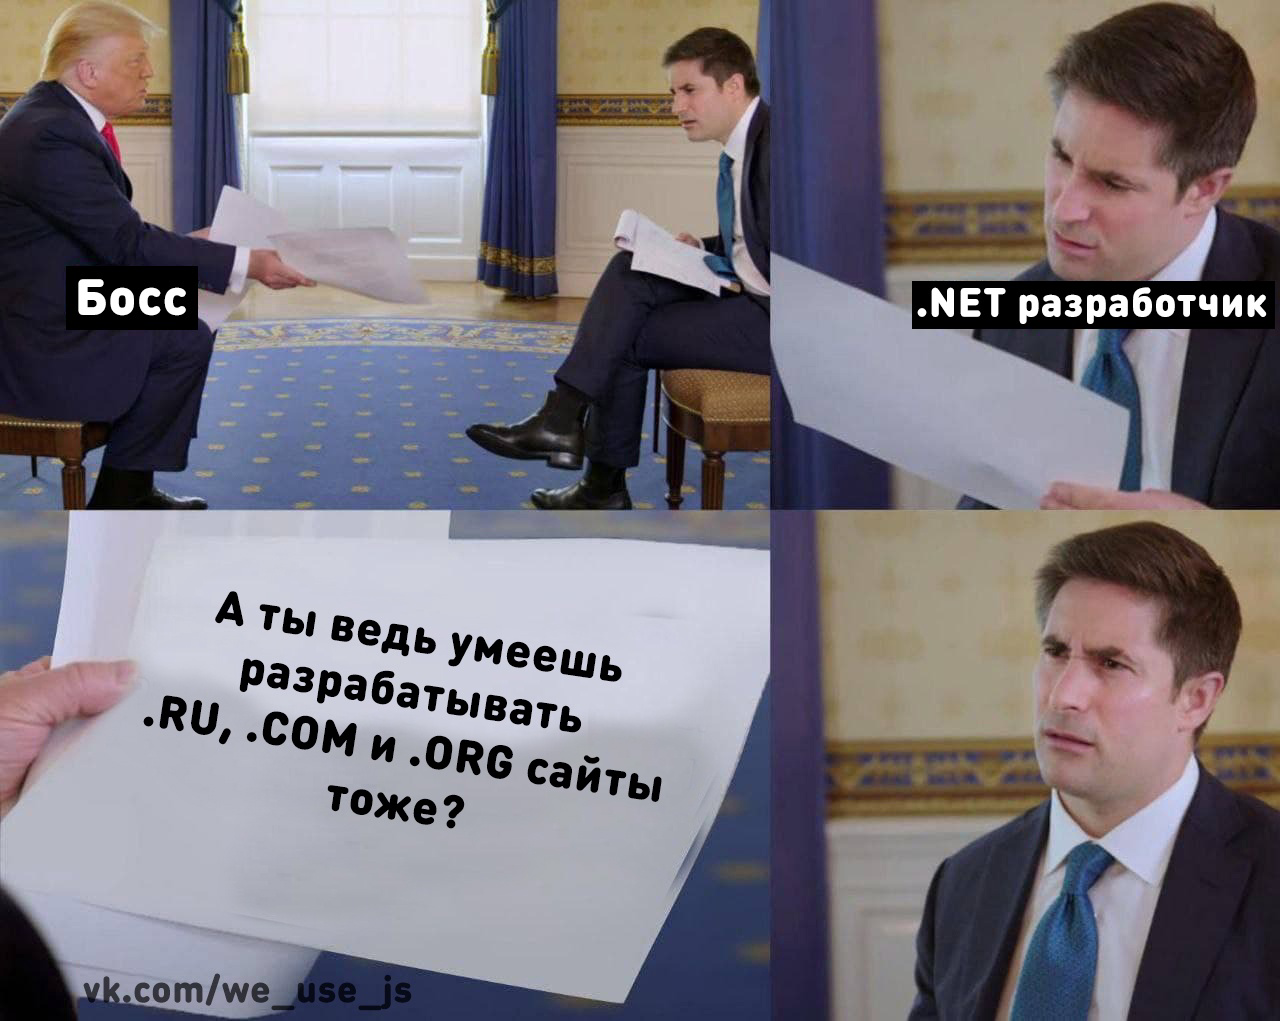 Босс
.NET разработчик
А ты ведь умеешь
разрабатывать
.RU, .COM и .ORG сайты
тоже?
vk.com/we_use_js